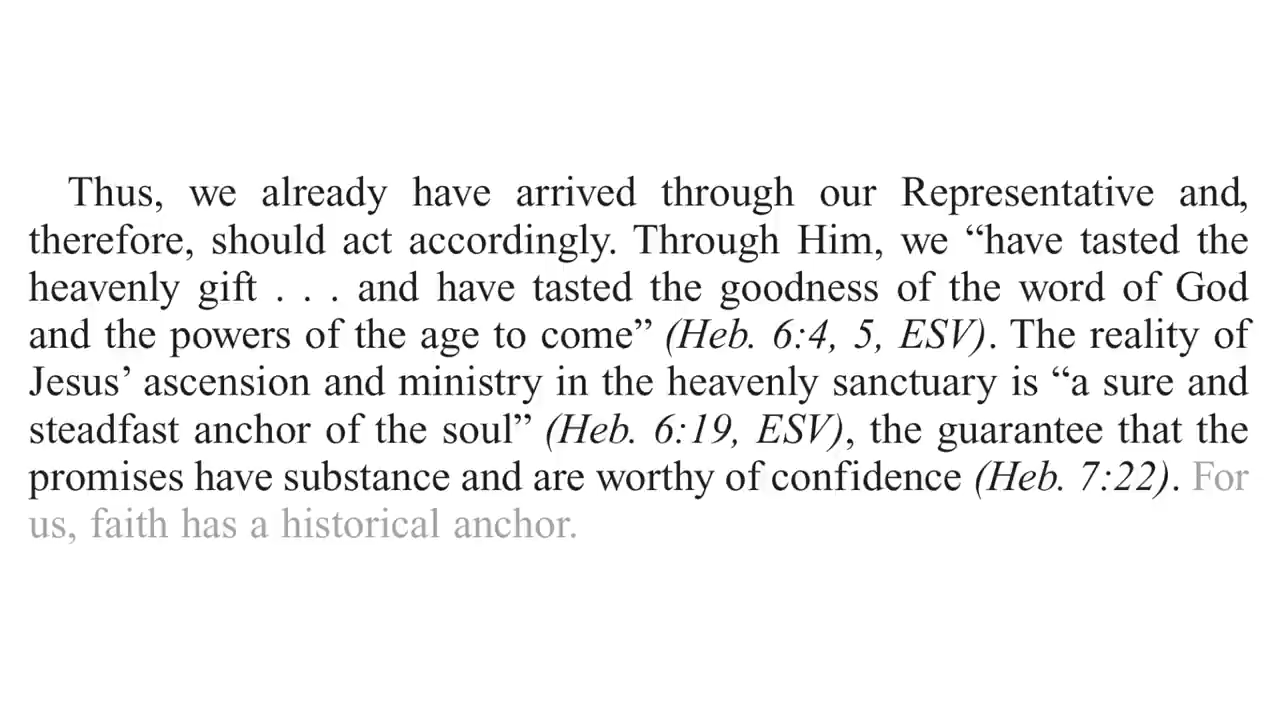 Thus, we already have arrived through our Representative and,
therefore, should act accordingly. Through Him, we “have tasted the
heavenly gift . . . and have tasted the goodness of the word of God
and the powers of the age to come” (Heb. 6:4, 5, ESV). The reality of
Jesus’ ascension and ministry in the heavenly sanctuary is “a sure and
steadfast anchor of the soul” (Heb. 6:19, ESV), the guarantee that the
promises have substance and are worthy of confidence (Heb. 7:22). For
us, faith has a historical anchor.